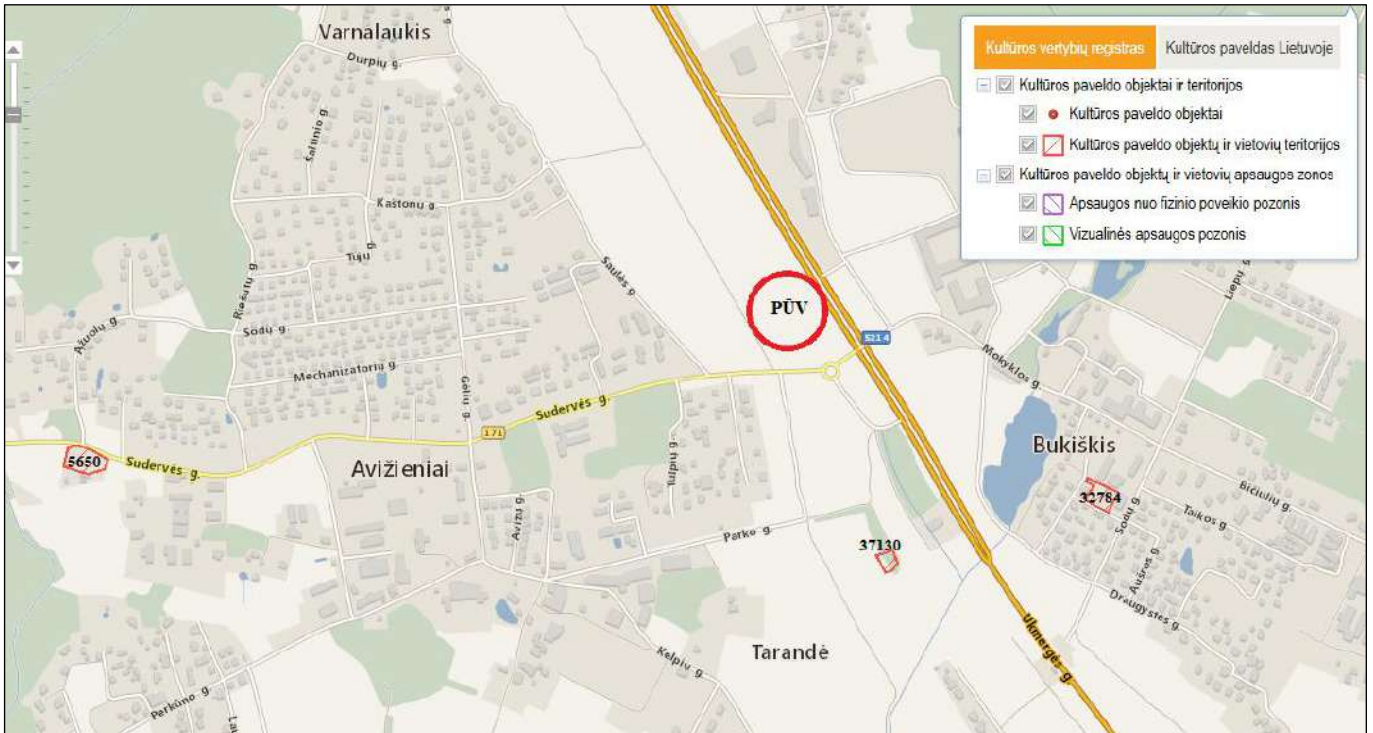 Varnalaukis
Durpių g.
Kultūros vertybių registras
Kultūros paveldas Lietuvoje
Kultūros paveldo objektai ir teritorijos
Kultūros paveldo objektai
Kultūros paveldo objektų ir vietovių teritorijos
Kultūros paveldo objektų ir vietovių apsaugos zonos
Apsaugos nuo fizinio poveikio pozonis
Vizualinės apsaugos pozonis
Kaštonų g.
Tujų g.
Riešutų g.
Saulės g.
Liepų g.
Ąžuolų g.
Sodų g.
PŪV
5214
Mechanizatorių g.
Mokyklos g.
Sudervės g.
171
Bukiškis
5650
Sudervės g.
Avižieniai
Tulpių g.
Bičiulių g.
32784
Taikos g.
Sodų g.
Avižų g.
Parko g.
37130
Aušros g.
Draugystės g.
Ukmergės g.
Tarandė
Kelpių g.
Perkūno g.